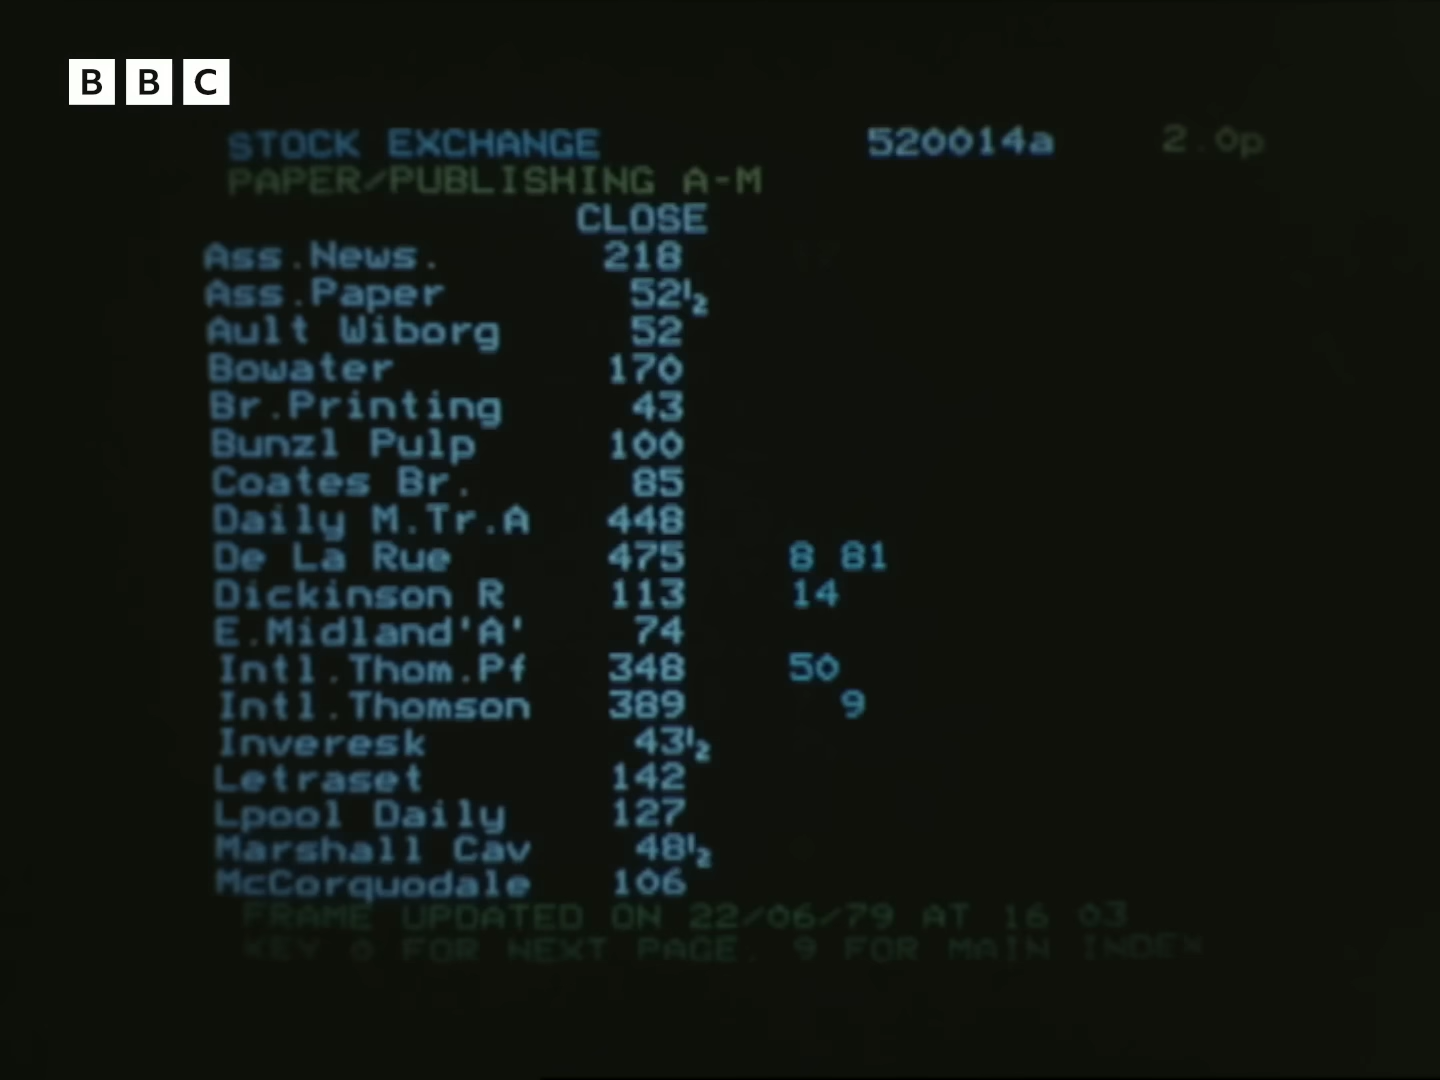 BBC
STOCK EXCHANGE 520014a 2.0p
PAPER/PUBLISHING A-M
CLOSE
Ass.News. 218
Ass.Paper 52½
Ault Wiborg 52
Bowater 170
Br.Printing 43
Bunzl Pulp 100
Coates Br. 85
Daily M.Tr.A 448
De La Rue 475 8 81
Dickinson R 113 14
E.Midland'A' 74
Intl.Thom.Pf 348 50
Intl.Thomson 389 9
Inveresk 43½
Letraset 142
Lpool Daily 127
Marshall Cav 48½
McCorquodale 106
FRAME UPDATED ON 22/06/79 AT 16 03
KEY 0 FOR NEXT PAGE. 9 FOR MAIN INDEX